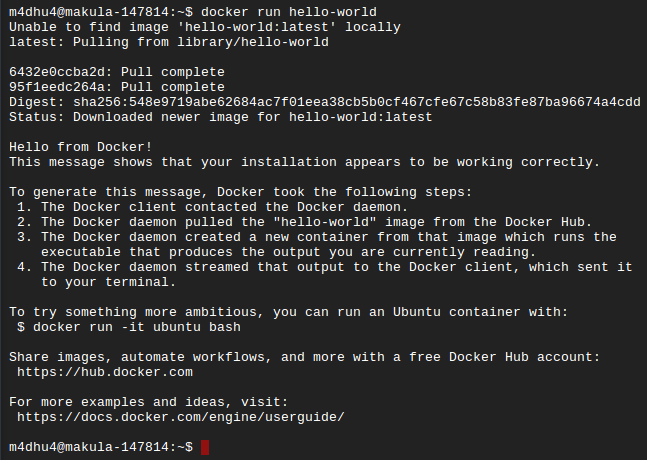 m4dhu4@makula-147814:~$ docker run hello-world
Unable to find image 'hello-world:latest' locally
latest: Pulling from library/hello-world
6432e0ccba2d: Pull complete
95f1eedc264a: Pull complete
Digest: sha256:548e9719abe62684ac7f01eea38cb5b0cf467cfe67c58b83fe87ba96674a4cdd
Status: Downloaded newer image for hello-world:latest
Hello from Docker!
This message shows that your installation appears to be working correctly.
To generate this message, Docker took the following steps:
1. The Docker client contacted the Docker daemon.
2. The Docker daemon pulled the "hello-world" image from the Docker Hub.
3. The Docker daemon created a new container from that image which runs the
executable that produces the output you are currently reading.
4. The Docker daemon streamed that output to the Docker client, which sent it
to your terminal.
To try something more ambitious, you can run an Ubuntu container with:
$ docker run -it ubuntu bash
Share images, automate workflows, and more with a free Docker Hub account:
https://hub.docker.com
For more examples and ideas, visit:
https://docs.docker.com/engine/userguide/
m4dhu4@makula-147814:~$